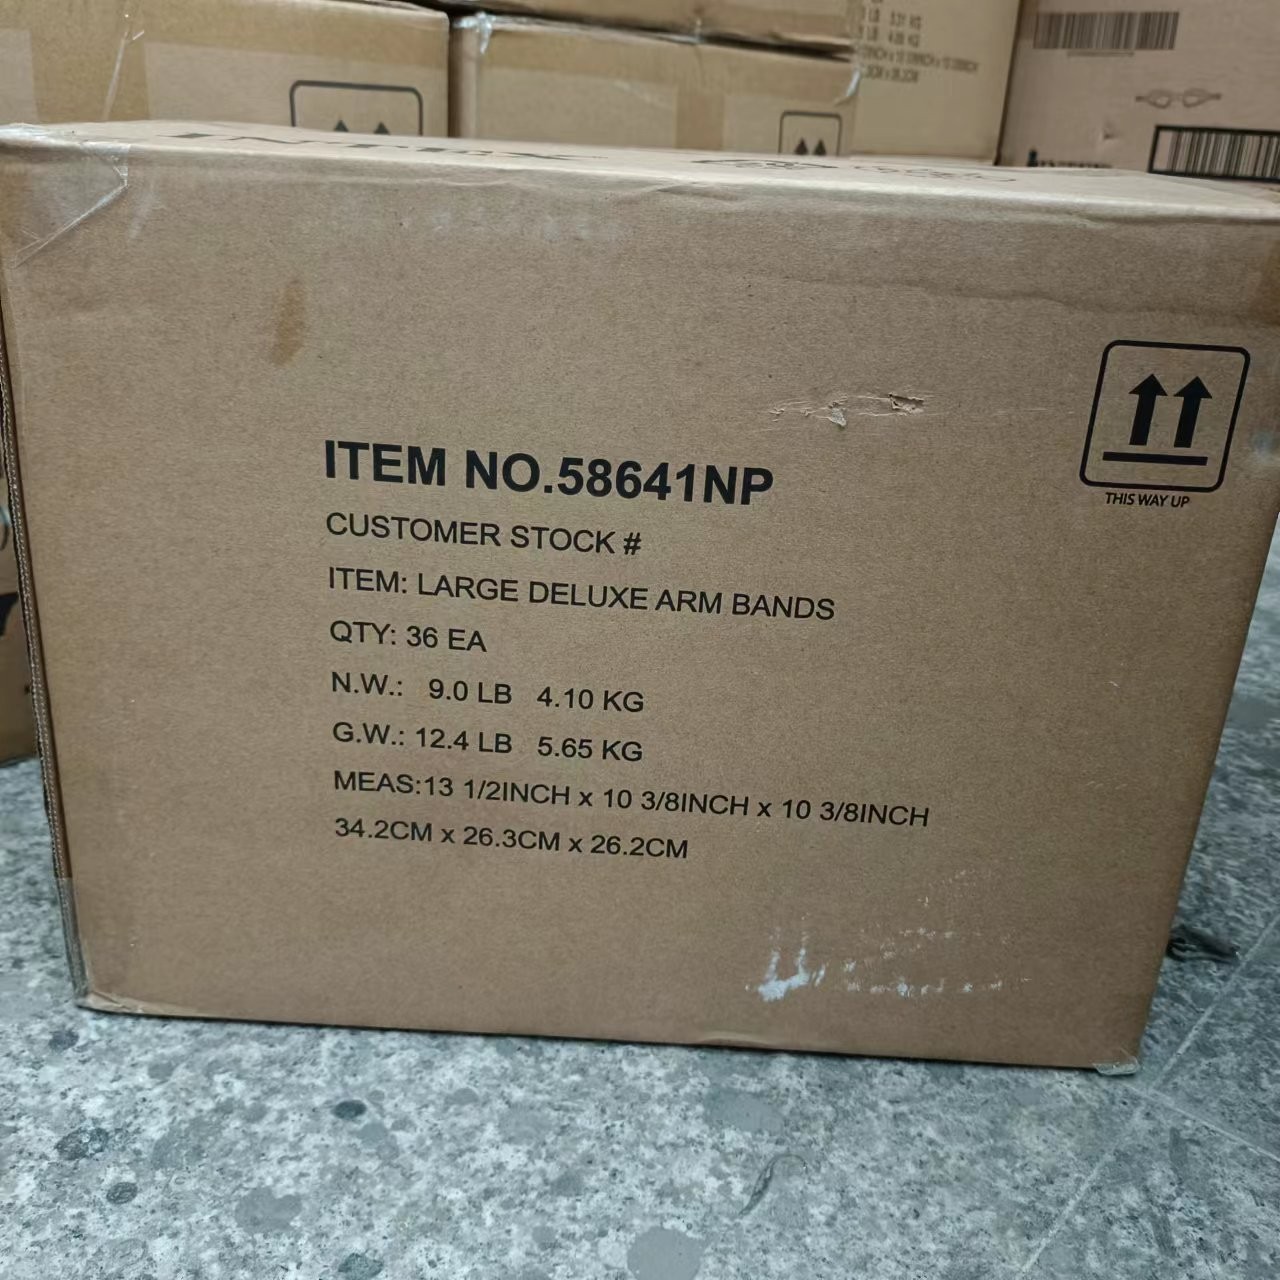 INTEX
ITEM NO.58641NP
CUSTOMER STOCK #
ITEM: LARGE DELUXE ARM BANDS
QTY: 36 EA
N.W.: 9.0 LB 4.10 KG
G.W.: 12.4 LB 5.65 KG
MEAS:13 1/2INCH x 10 3/8INCH x 10 3/8INCH
34.2CM x 26.3CM x 26.2CM
THIS WAY UP